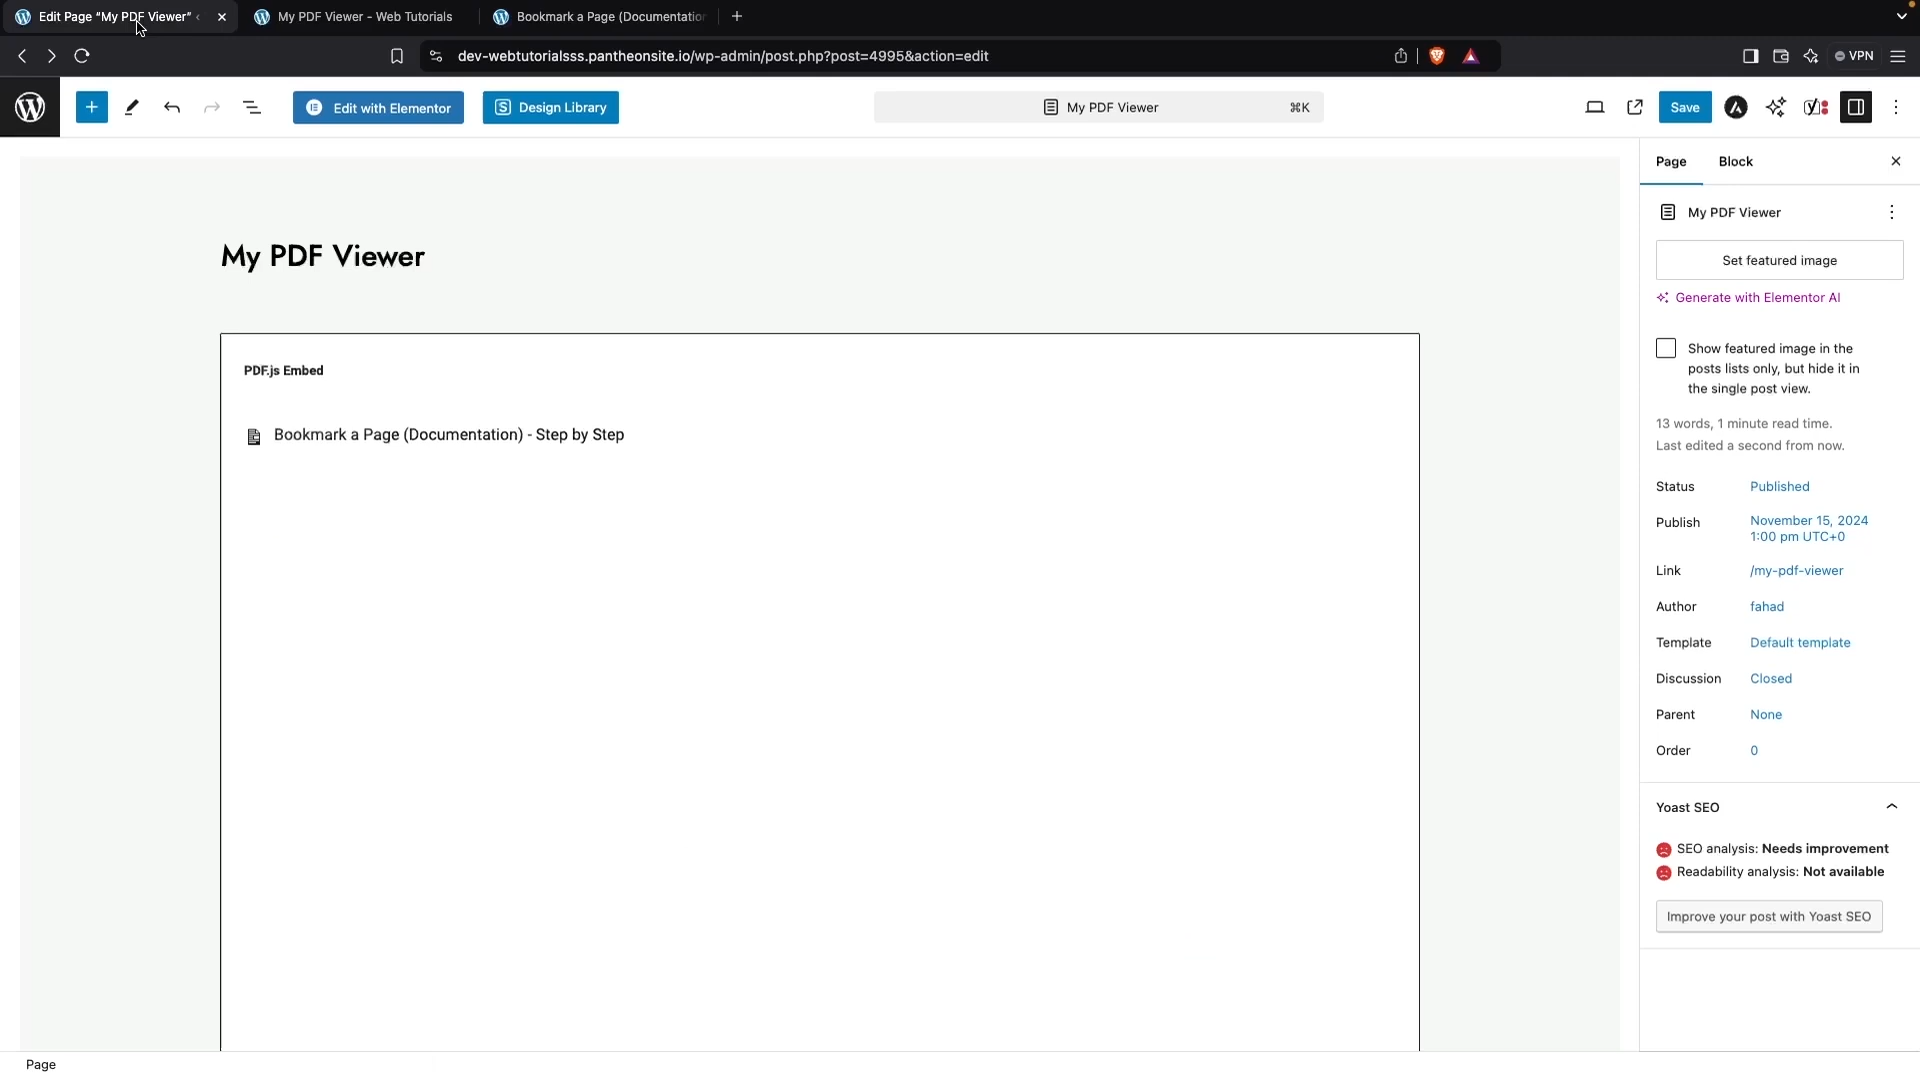 Edit Page “My PDF Viewer” ‹
My PDF Viewer - Web Tutorials
Bookmark a Page (Documentatio
dev-webtutorialsss.pantheonsite.io/wp-admin/post.php?post=4995&action=edit
VPN
Edit with Elementor
Design Library
My PDF Viewer
⌘K
Save
Page
Block
My PDF Viewer
Set featured image
Generate with Elementor AI
Show featured image in the
posts lists only, but hide it in
the single post view.
13 words, 1 minute read time.
Last edited a second from now.
Status Published
Publish November 15, 2024
1:00 pm UTC+0
Link /my-pdf-viewer
Author fahad
Template Default template
Discussion Closed
Parent None
Order 0
Yoast SEO
SEO analysis: Needs improvement
Readability analysis: Not available
Improve your post with Yoast SEO
My PDF Viewer
PDF.js Embed
Bookmark a Page (Documentation) - Step by Step
Page